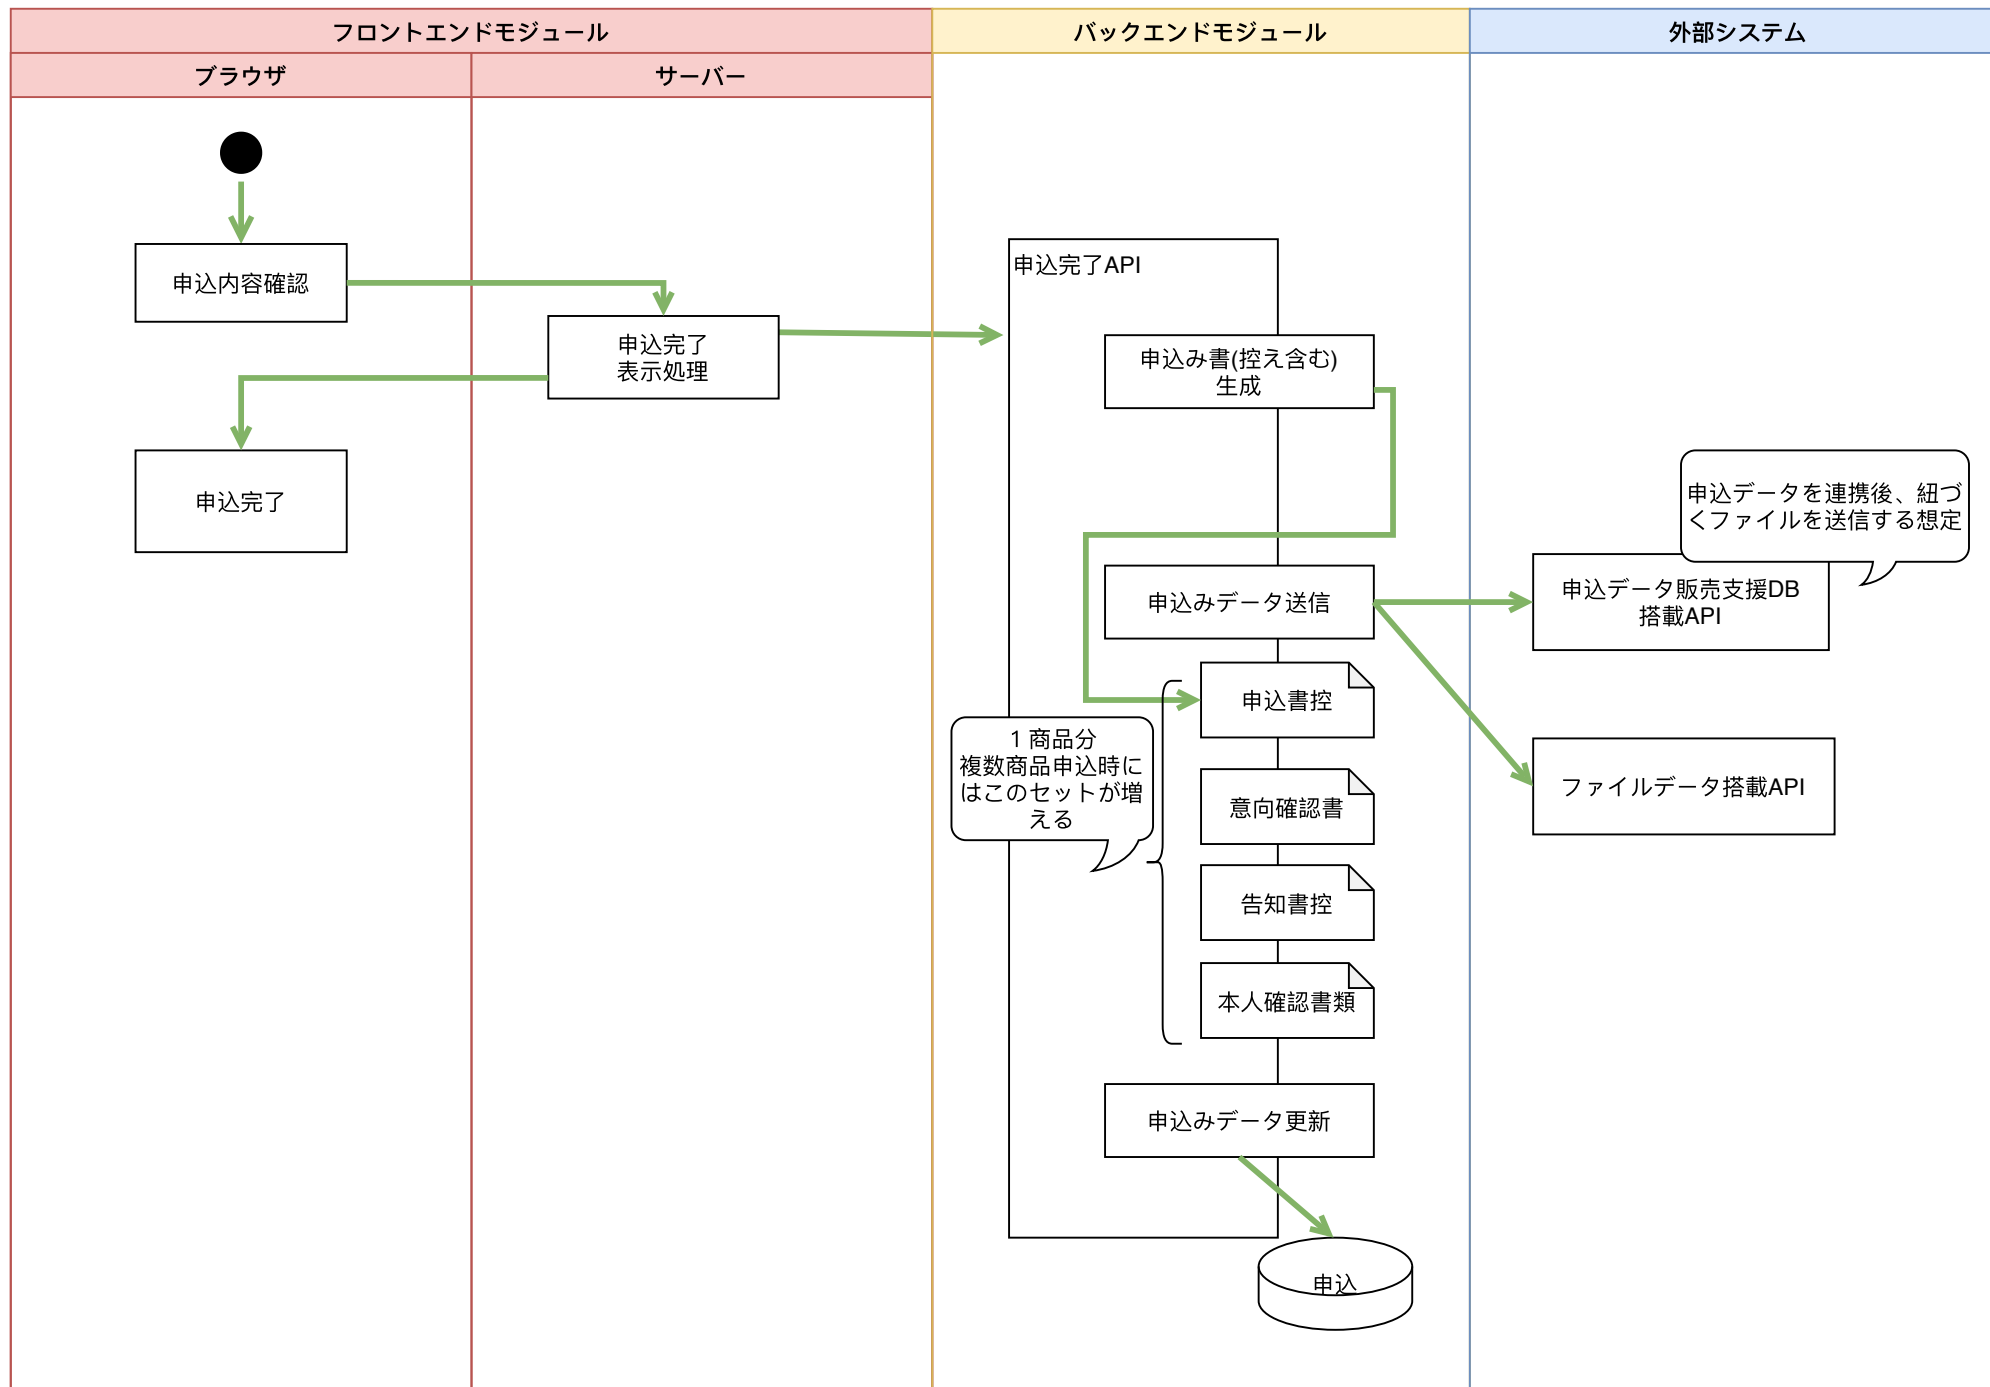 フロントエンドモジュール
バックエンドモジュール
外部システム
ブラウザ
サーバー
申込内容確認
申込完了
表示処理
申込完了
申込完了API
申込み書(控え含む)
生成
申込みデータ送信
申込書控
1 商品分
複数商品申込時に
はこのセットが増
える
意向確認書
告知書控
本人確認書類
申込みデータ更新
申込
申込データを連携後、紐づ
くファイルを送信する想定
申込データ販売支援DB
搭載API
ファイルデータ搭載API